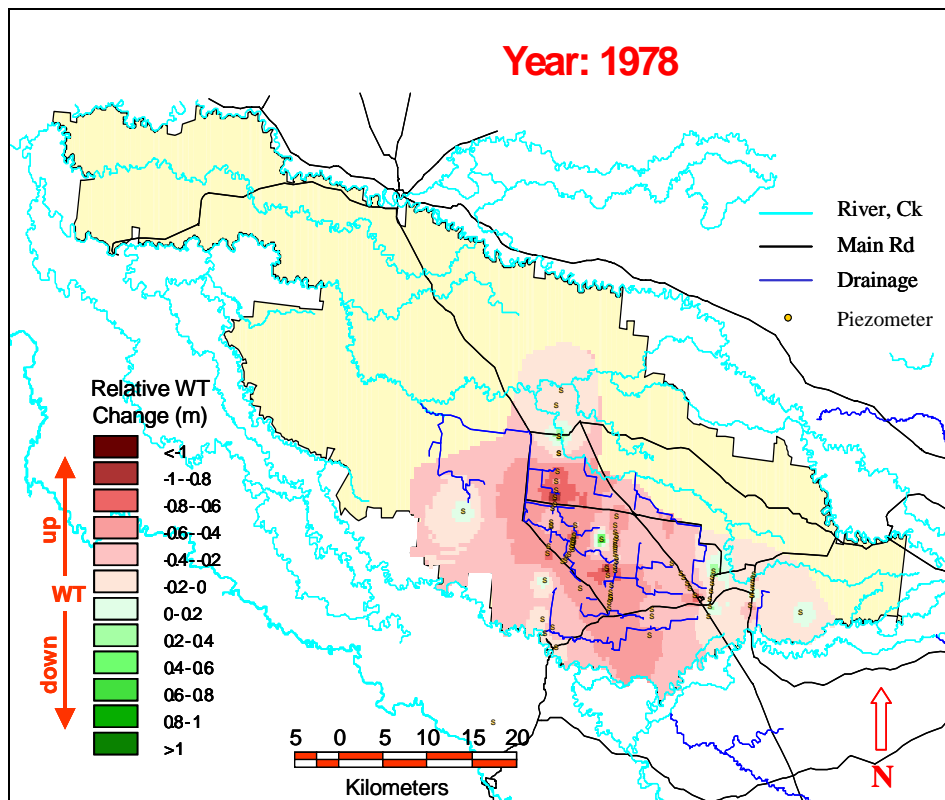 Year: 1978
River, Ck
Main Rd
Drainage
Piezometer
Relative WT
Change (m)
<-1
-1--0.8
-0.8--0.6
-0.6--0.4
-0.4--0.2
-0.2-0
0-0.2
0.2-0.4
0.4-0.6
0.6-0.8
0.8-1
>1
up
WT
down
5 0 5 10 15 20
Kilometers
N